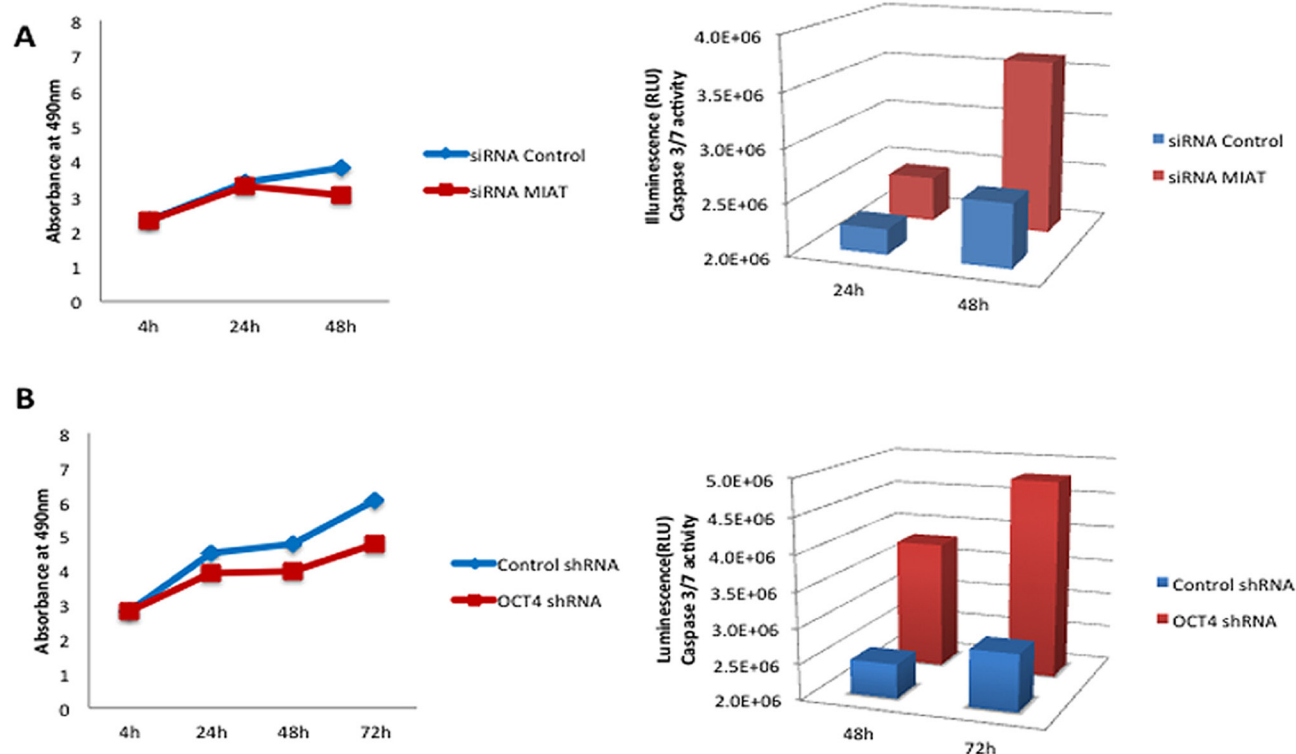 A
Absorbance at 490nm
8
7
6
5
4
3
2
1
0
4h 24h 48h
siRNA Control
siRNA MIAT
Illuminescence (RLU)
Caspase 3/7 activity
4.0E+06
3.5E+06
3.0E+06
2.5E+06
2.0E+06
24h
48h
siRNA Control
siRNA MIAT
B
Absorbance at 490nm
8
7
6
5
4
3
2
1
0
4h 24h 48h 72h
Control shRNA
OCT4 shRNA
Luminescence(RLU)
Caspase 3/7 activity
5.0E+06
4.5E+06
4.0E+06
3.5E+06
3.0E+06
2.5E+06
2.0E+06
48h
72h
Control shRNA
OCT4 shRNA